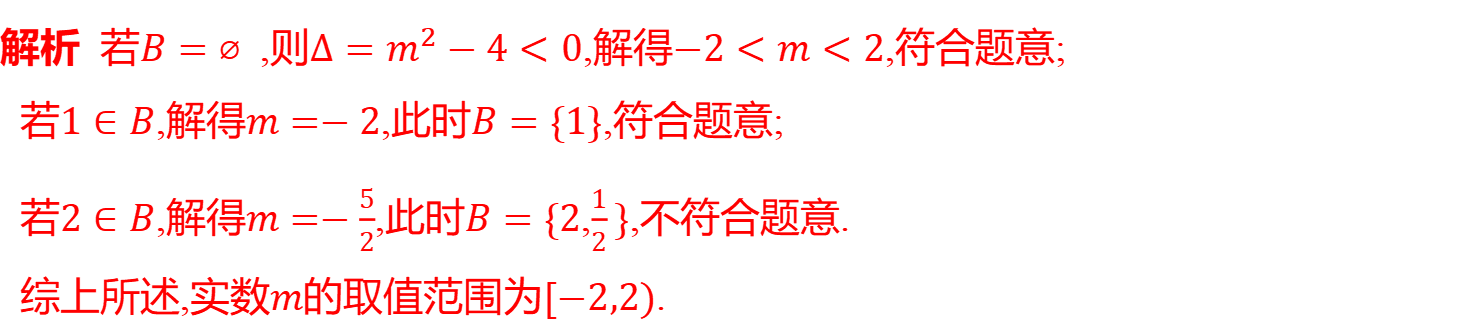 解析 若B = ∅ ,则Δ = m² − 4 < 0,解得−2 < m < 2,符合题意;
若1 ∈ B,解得m =− 2,此时B = {1},符合题意;
若2 ∈ B,解得m =− 5/2,此时B = {2,1/2},不符合题意.
综上所述,实数m的取值范围为[−2,2).